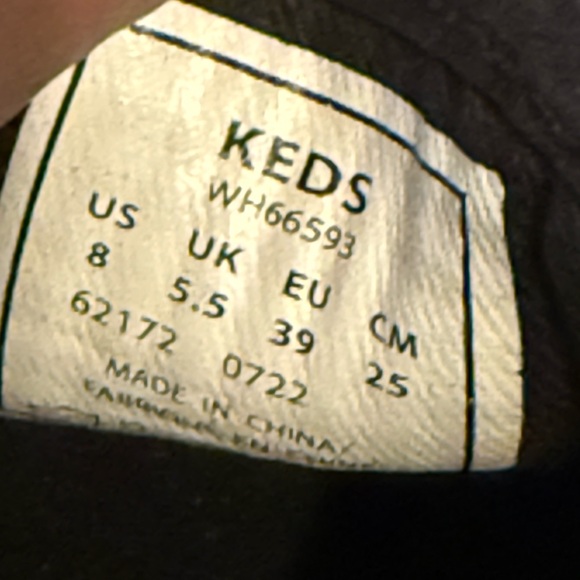 KEDS
WH66593
US UK EU CM
8 5.5 39 25
62172 0722
MADE IN CHINA/